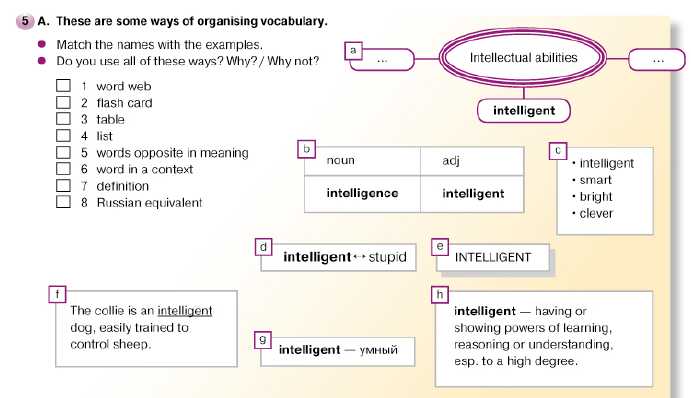 5 A. These are some ways of organising vocabulary.
● Match the names with the examples.
● Do you use all of these ways? Why? / Why not?
1 word web
2 flash card
3 table
4 list
5 words opposite in meaning
6 word in a context
7 definition
8 Russian equivalent
a
...
Intellectual abilities
...
intelligent
b
noun adj
intelligence intelligent
c
• intelligent
• smart
• bright
• clever
d
intelligent ↔ stupid
e
INTELLIGENT
f
The collie is an intelligent
dog, easily trained to
control sheep.
g
intelligent — умный
h
intelligent — having or
showing powers of learning,
reasoning or understanding,
esp. to a high degree.